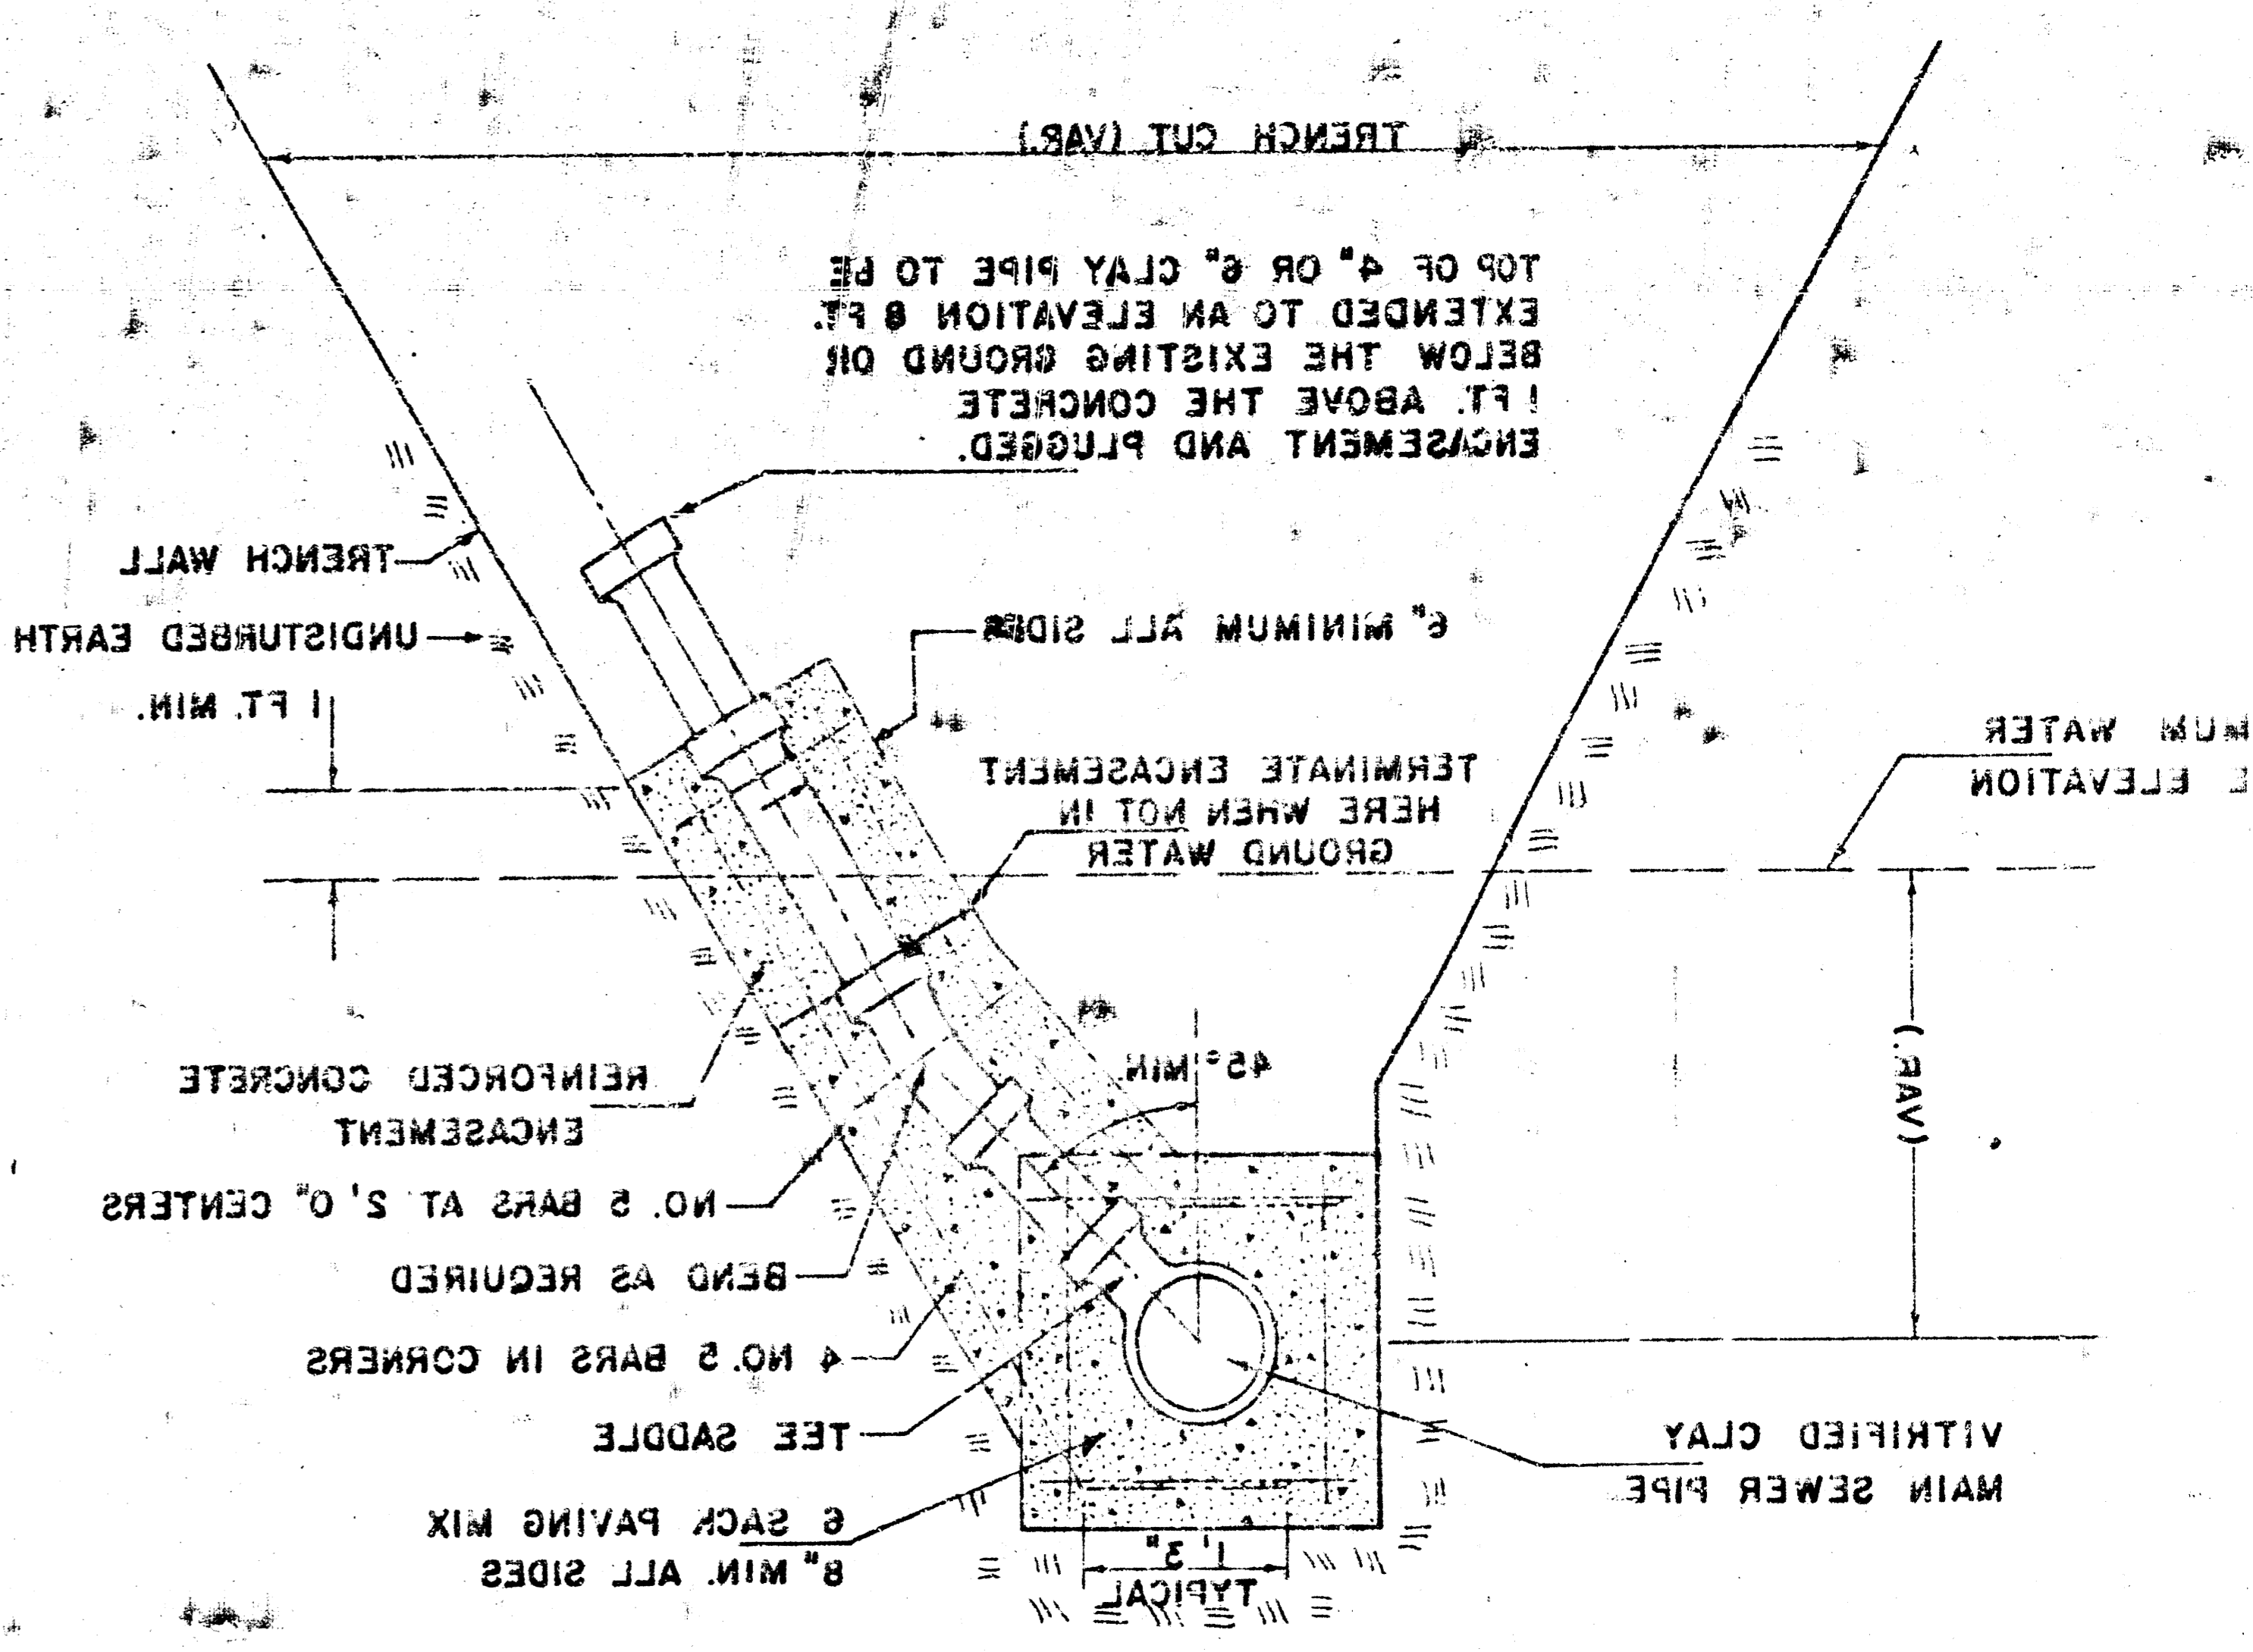 TRENCH CUT (VAR.)
TOP OF 4" OR 6" CLAY PIPE TO BE
EXTENDED TO AN ELEVATION 8 FT.
BELOW THE EXISTING GROUND OR
1 FT. ABOVE THE CONCRETE
ENCASEMENT AND PLUGGED.
TRENCH WALL
UNDISTURBED EARTH
1 FT. MIN.
6" MINIMUM ALL SIDES
TERMINATE ENCASEMENT
HERE WHEN NOT IN
GROUND WATER
MUM WATER
E ELEVATION
(VAR.)
45° MIN.
REINFORCED CONCRETE
ENCASEMENT
NO. 5 BARS AT 2' 0" CENTERS
BEND AS REQUIRED
4 NO. 5 BARS IN CORNERS
TEE SADDLE
6 SACK PAVING MIX
8" MIN. ALL SIDES
VITRIFIED CLAY
MAIN SEWER PIPE
1' 3"
TYPICAL